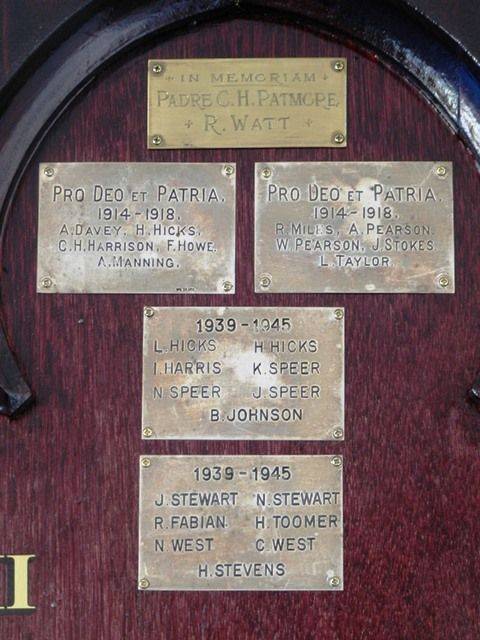 IN MEMORIAM
PADRE C.H. PATMORE
R. WATT
PRO DEO ET PATRIA.
1914-1918.
A.DAVEY, H.HICKS.
C.H.HARRISON, F.HOWE.
A.MANNING.
PRO DEO ET PATRIA.
1914-1918.
R.MILES, A.PEARSON.
W.PEARSON, J.STOKES.
L.TAYLOR.
1939-1945
L.HICKS H.HICKS
I.HARRIS K.SPEER
N.SPEER J.SPEER
B.JOHNSON
1939-1945
J.STEWART N.STEWART
R.FABIAN H.TOOMER
N.WEST C.WEST
H.STEVENS